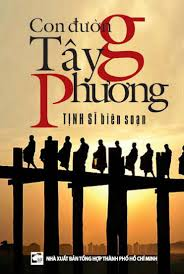 Con đường
Tây
Phương
TỊNH SĨ biên soạn
NHÀ XUẤT BẢN TỔNG HỢP THÀNH PHỐ HỒ CHÍ MINH